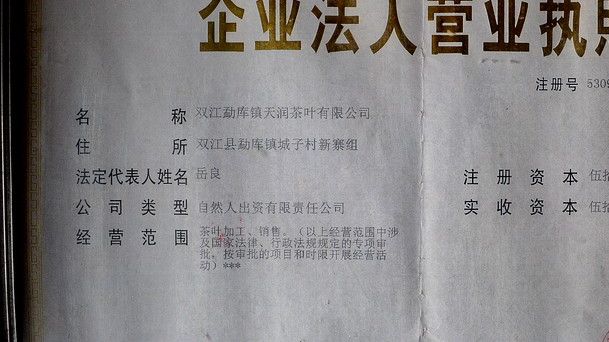 企业法人营业执照
注册号 5309
名称 双江勐库镇天润茶叶有限公司
住所 双江县勐库镇城子村新寨组
法定代表人姓名 岳良
注册资本 伍拾
公司类型 自然人出资有限责任公司
实收资本 伍拾
经营范围 茶叶加工、销售。（以上经营范围中涉
及国家法律、行政法规规定的专项审
批，按审批的项目和时限开展经营活
动）***